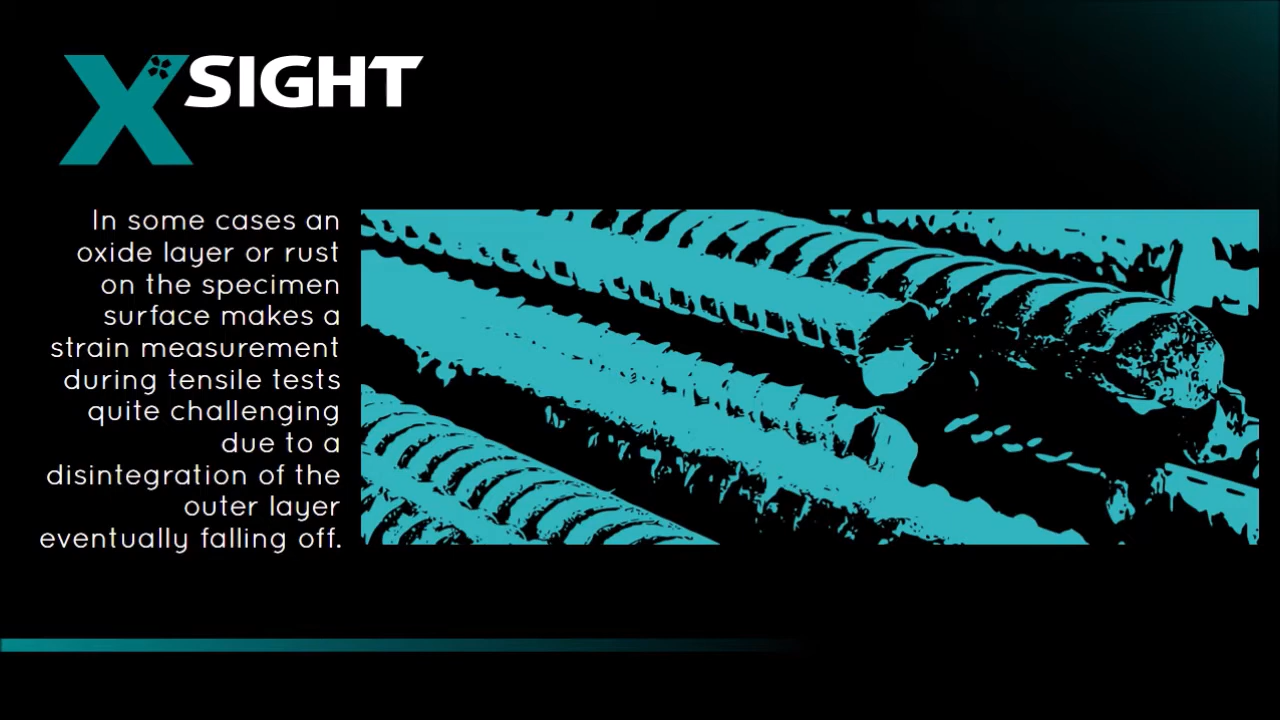 XSIGHT
In some cases an
oxide layer or rust
on the specimen
surface makes a
strain measurement
during tensile tests
quite challenging
due to a
disintegration of the
outer layer
eventually falling off.